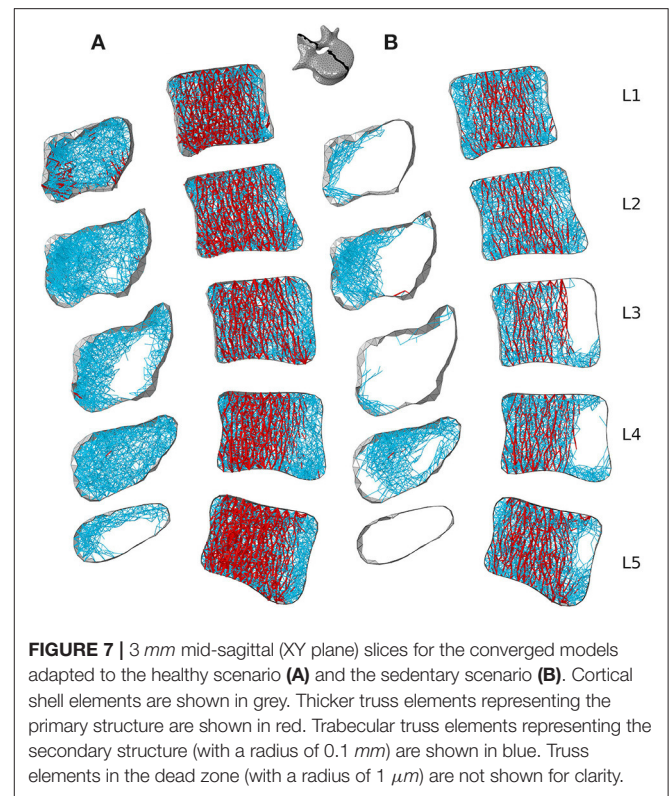 A
B
L1
L2
L3
L4
L5
FIGURE 7 | 3 mm mid-sagittal (XY plane) slices for the converged models
adapted to the healthy scenario (A) and the sedentary scenario (B). Cortical
shell elements are shown in grey. Thicker truss elements representing the
primary structure are shown in red. Trabecular truss elements representing the
secondary structure (with a radius of 0.1 mm) are shown in blue. Truss
elements in the dead zone (with a radius of 1 μm) are not shown for clarity.